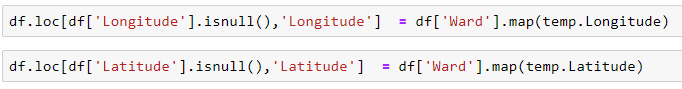 df.loc[df['Longitude'].isnull(),'Longitude']  = df['Ward'].map(temp.Longitude)
df.loc[df['Latitude'].isnull(),'Latitude']  = df['Ward'].map(temp.Latitude)